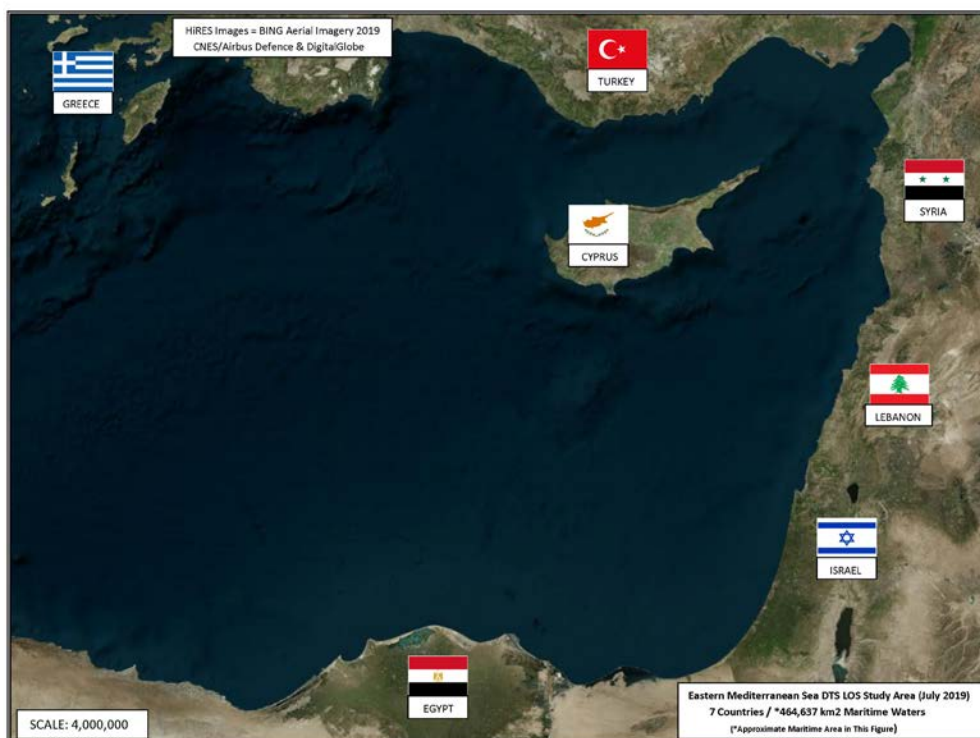 HiRES Images = BING Aerial Imagery 2019
CNES/Airbus Defence & DigitalGlobe
GREECE
TURKEY
SYRIA
CYPRUS
LEBANON
ISRAEL
EGYPT
SCALE: 4,000,000
Eastern Mediterranean Sea DTS LOS Study Area (July 2019)
7 Countries / *464,637 km2 Maritime Waters
(*Approximate Maritime Area in This Figure)